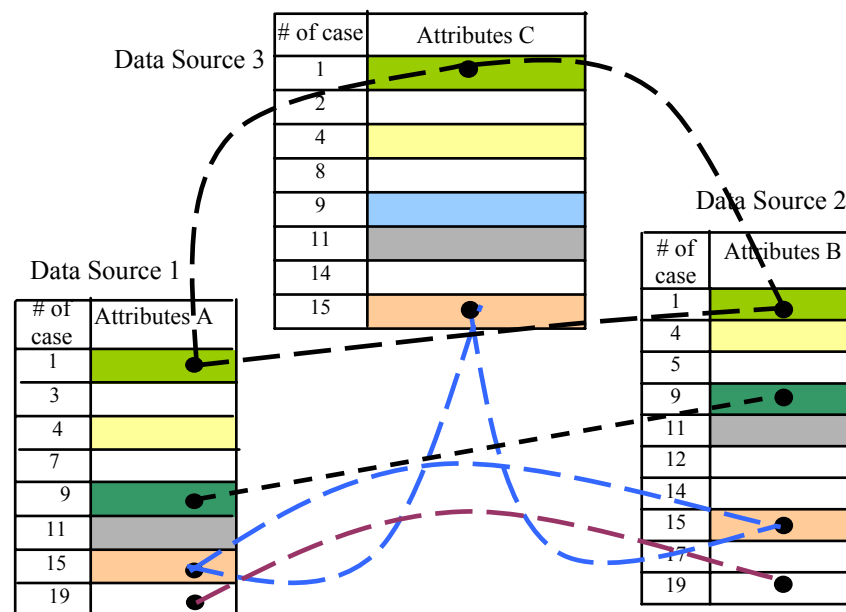 Data Source 3
# of case Attributes C
1
2
4
8
9
11
14
15
Data Source 2
# of
case
Attributes B
1
4
5
9
11
12
14
15
17
19
Data Source 1
# of
case
Attributes A
1
3
4
7
9
11
15
19